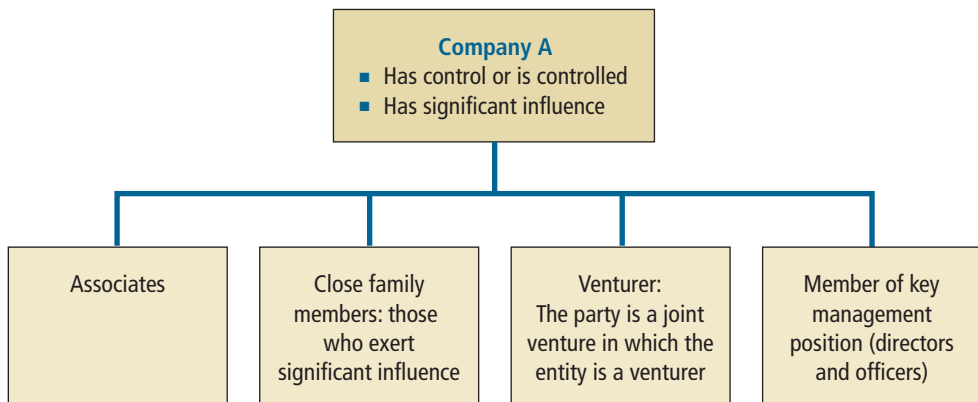 Company A
▪ Has control or is controlled
▪ Has significant influence
Associates
Close family
members: those
who exert
significant influence
Venturer:
The party is a joint
venture in which the
entity is a venturer
Member of key
management
position (directors
and officers)